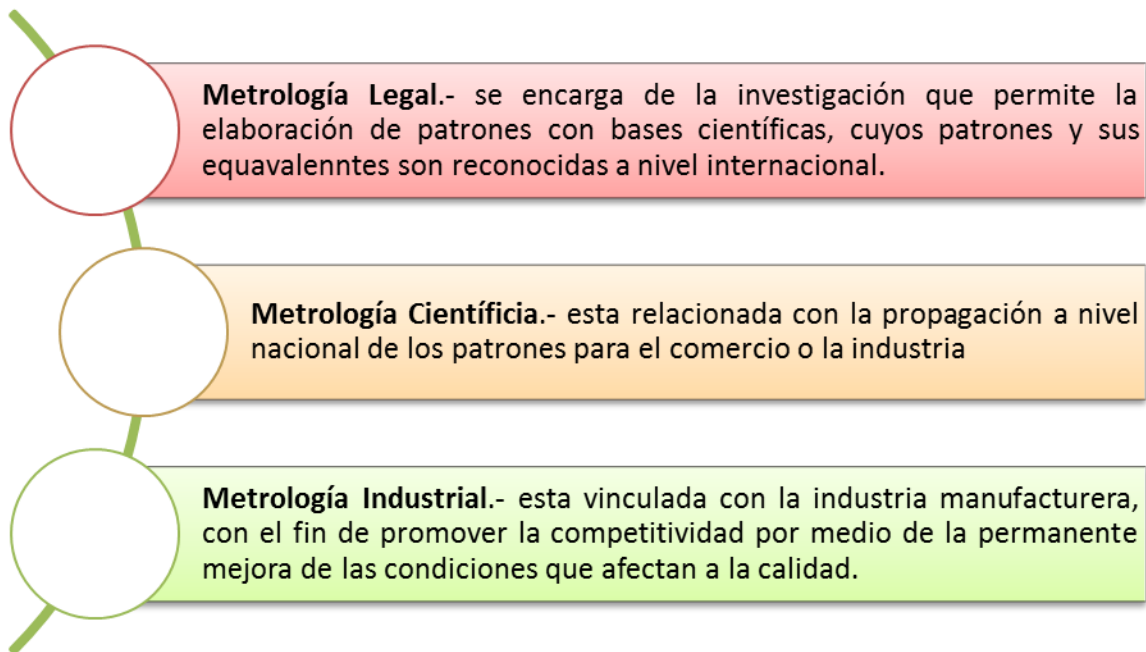 Metrología Legal.- se encarga de la investigación que permite la
elaboración de patrones con bases científicas, cuyos patrones y sus
equavalenntes son reconocidas a nivel internacional.
Metrología Científicia.- esta relacionada con la propagación a nivel
nacional de los patrones para el comercio o la industria
Metrología Industrial.- esta vinculada con la industria manufacturera,
con el fin de promover la competitividad por medio de la permanente
mejora de las condiciones que afectan a la calidad.